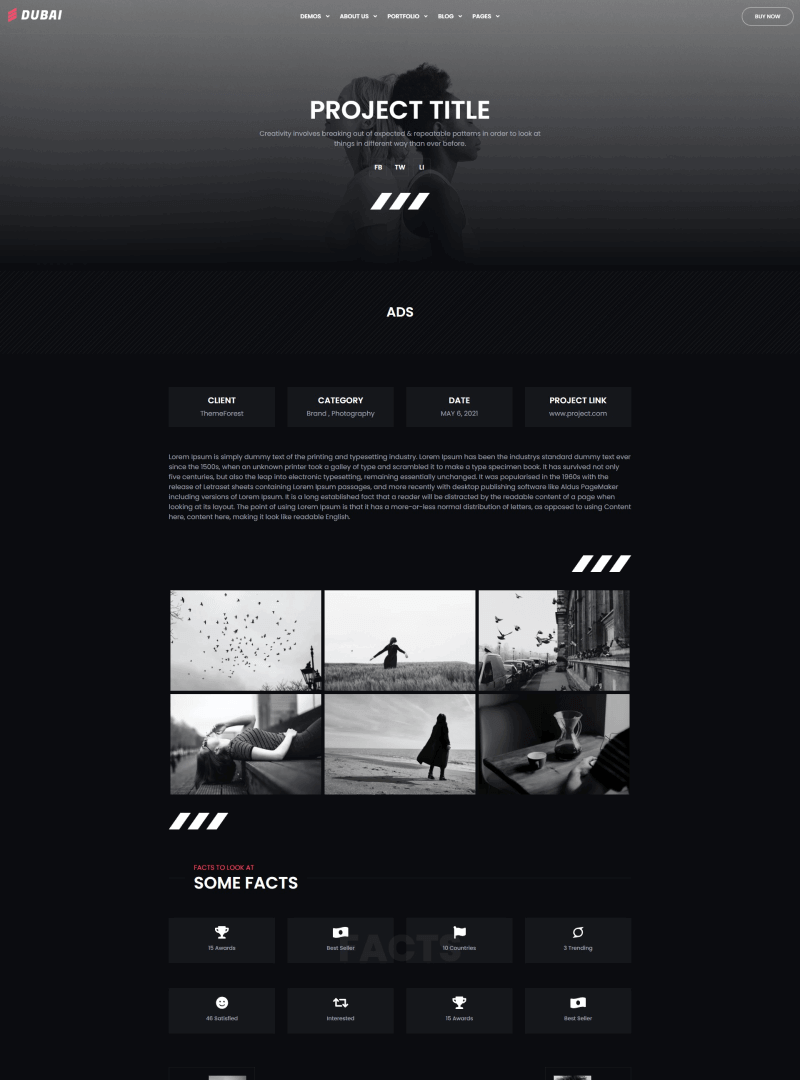 DUBAI
DEMOS ABOUT US PORTFOLIO BLOG PAGES
BUY NOW
PROJECT TITLE
Creativity involves breaking out of expected & repeatable patterns in order to look at
things in different way than ever before.
FB TW LI
ADS
CLIENT
ThemeForest
CATEGORY
Brand , Photography
DATE
MAY 6, 2021
PROJECT LINK
www.project.com
Lorem Ipsum is simply dummy text of the printing and typesetting industry. Lorem Ipsum has been the industrys standard dummy text ever
since the 1500s, when an unknown printer took a galley of type and scrambled it to make a type specimen book. It has survived not only
five centuries, but also the leap into electronic typesetting, remaining essentially unchanged. It was popularised in the 1960s with the
release of Letraset sheets containing Lorem Ipsum passages, and more recently with desktop publishing software like Aldus PageMaker
including versions of Lorem Ipsum. It is a long established fact that a reader will be distracted by the readable content of a page when
looking at its layout. The point of using Lorem Ipsum is that it has a more-or-less normal distribution of letters, as opposed to using Content
here, content here, making it look like readable English.
FACTS TO LOOK AT
SOME FACTS
FACTS
15 Awards
Best Seller
10 Countries
3 Trending
48 Satisfied
Interested
15 Awards
Best Seller